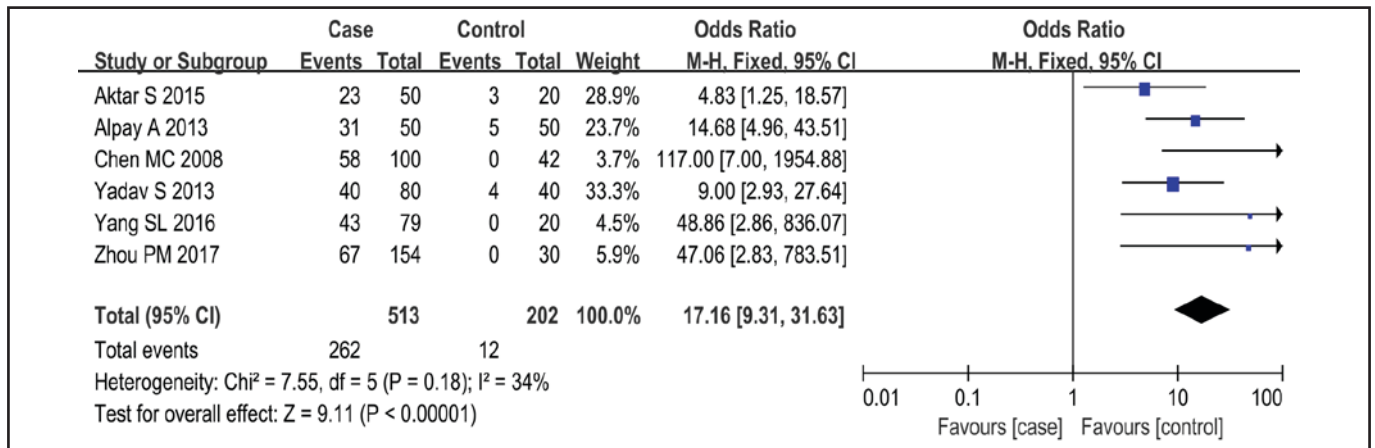 Case Control Odds Ratio Odds Ratio
Study or Subgroup Events Total Events Total Weight M-H, Fixed, 95% CI M-H, Fixed, 95% CI
Aktar S 2015 23 50 3 20 28.9% 4.83 [1.25, 18.57]
Alpay A 2013 31 50 5 50 23.7% 14.68 [4.96, 43.51]
Chen MC 2008 58 100 0 42 3.7% 117.00 [7.00, 1954.88]
Yadav S 2013 40 80 4 40 33.3% 9.00 [2.93, 27.64]
Yang SL 2016 43 79 0 20 4.5% 48.86 [2.86, 836.07]
Zhou PM 2017 67 154 0 30 5.9% 47.06 [2.83, 783.51]
Total (95% CI) 513 202 100.0% 17.16 [9.31, 31.63]
Total events 262 12
Heterogeneity: Chi² = 7.55, df = 5 (P = 0.18); I² = 34%
Test for overall effect: Z = 9.11 (P < 0.00001)
0.01 0.1 1 10 100
Favours [case] Favours [control]